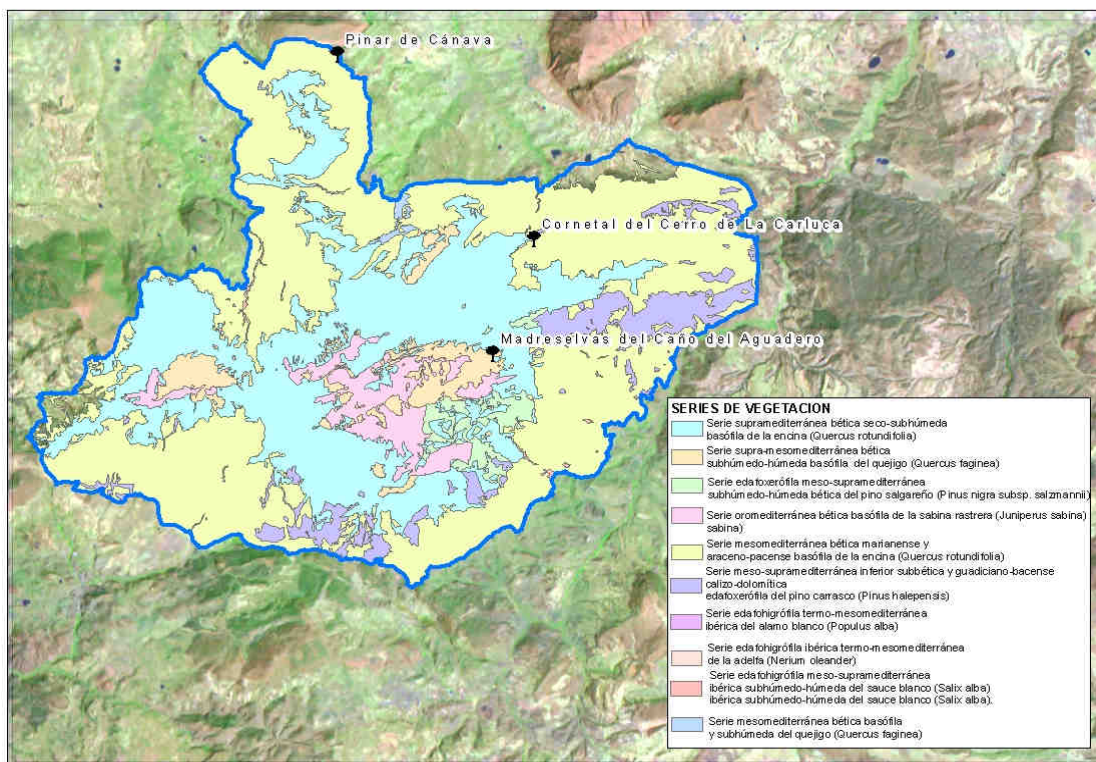 Pinar de Cánava
Cornetal del Cerro de La Carluca
Madreselvas del Caño del Aguadero
SERIES DE VEGETACION
Serie supramediterránea bética seco-subhúmeda
basófila de la encina (Quercus rotundifolia)
Serie supra-mesomediterránea bética
subhúmedo-húmeda basófila del quejigo (Quercus faginea)
Serie edafoxerófila meso-supramediterránea
subhúmedo-húmeda bética del pino salgareño (Pinus nigra subsp. salzmannii)
Serie oromediterránea bética basófila de la sabina rastrera (Juniperus sabina)
sabina)
Serie mesomediterránea bética marianense y
araceno-pacense basófila de la encina (Quercus rotundifolia)
Serie meso-supramediterránea inferior subbética y guadiciano-bacense
calizo-dolomítica
edafoxerófila del pino carrasco (Pinus halepensis)
Serie edafohigrófila termo-mesomediterránea
ibérica del alamo blanco (Populus alba)
Serie edafohigrófila ibérica termo-mesomediterránea
de la adelfa (Nerium oleander)
Serie edafohigrófila meso-supramediterránea
ibérica subhúmedo-húmeda del sauce blanco (Salix alba)
ibérica subhúmedo-húmeda del sauce blanco (Salix alba).
Serie mesomediterránea bética basófila
y subhúmeda del quejigo (Quercus faginea)